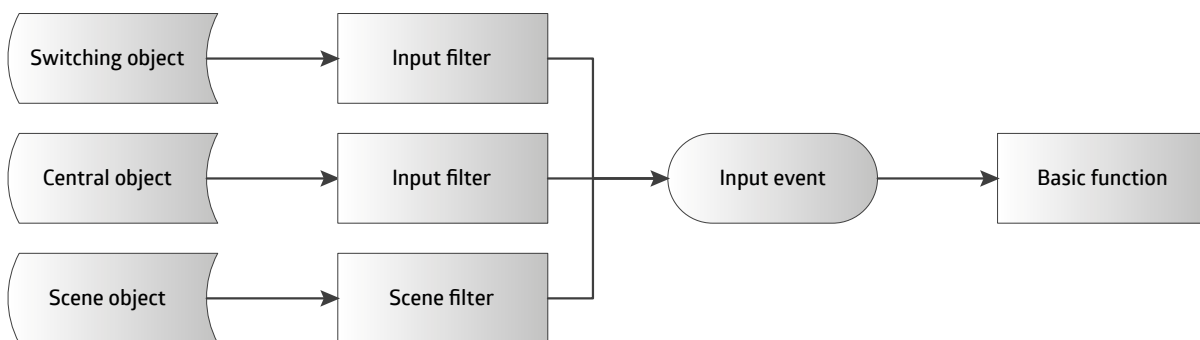 Switching object
Input filter
Central object
Input filter
Input event
Basic function
Scene object
Scene filter